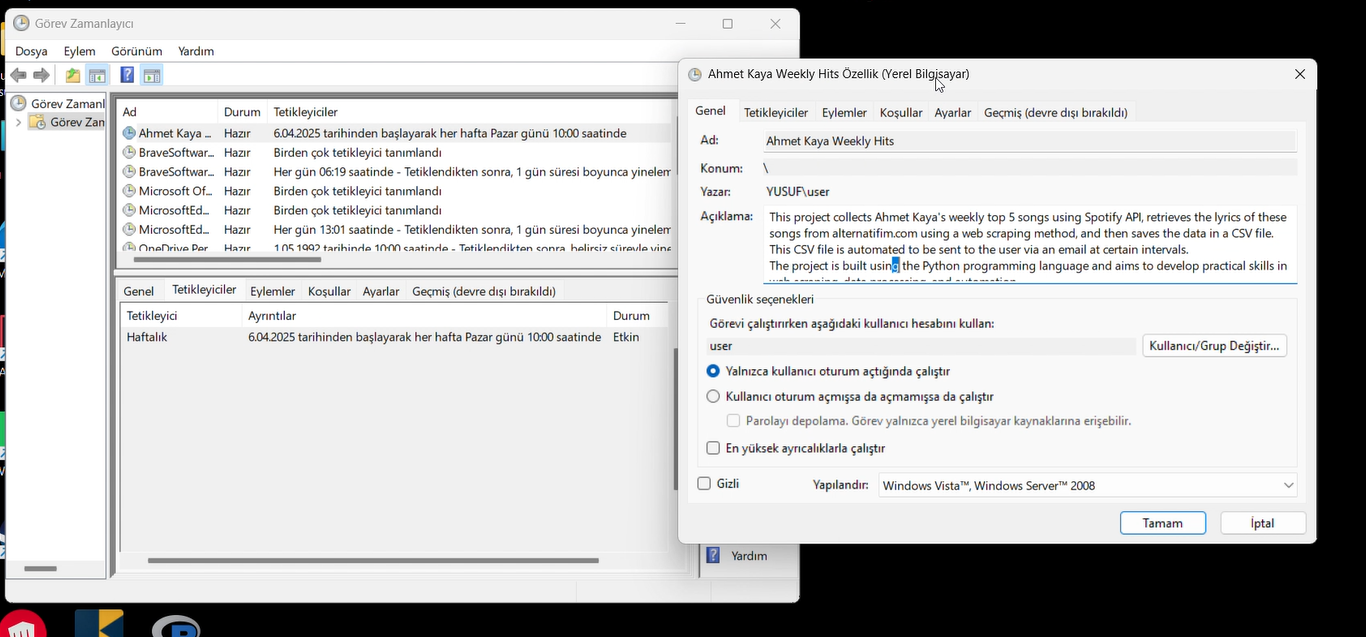 Görev Zamanlayıcı
Dosya Eylem Görünüm Yardım
Görev Zamanl
Görev Zan
Ad Durum Tetikleyiciler
Ahmet Kaya ... Hazır 6.04.2025 tarihinden başlayarak her hafta Pazar günü 10:00 saatinde
BraveSoftwar... Hazır Birden çok tetikleyici tanımlandı
BraveSoftwar... Hazır Her gün 06:19 saatinde - Tetiklendikten sonra, 1 gün süresi boyunca yinelem
Microsoft Of... Hazır Birden çok tetikleyici tanımlandı
MicrosoftEd... Hazır Birden çok tetikleyici tanımlandı
MicrosoftEd... Hazır Her gün 13:01 saatinde - Tetiklendikten sonra, 1 gün süresi boyunca yinelem
OneDrive Per... Hazır 1.05.1992 tarihinde 10:00 saatinde - Tetiklendikten sonra, belirsiz süreyle yine
Genel Tetikleyiciler Eylemler Koşullar Ayarlar Geçmiş (devre dışı bırakıldı)
Tetikleyici Ayrıntılar Durum
Haftalık 6.04.2025 tarihinden başlayarak her hafta Pazar günü 10:00 saatinde Etkin
Yardım
Ahmet Kaya Weekly Hits Özellik (Yerel Bilgisayar)
Genel Tetikleyiciler Eylemler Koşullar Ayarlar Geçmiş (devre dışı bırakıldı)
Ad: Ahmet Kaya Weekly Hits
Konum: \
Yazar: YUSUF\user
Açıklama: This project collects Ahmet Kaya's weekly top 5 songs using Spotify API, retrieves the lyrics of these
songs from alternatifim.com using a web scraping method, and then saves the data in a CSV file.
This CSV file is automated to be sent to the user via an email at certain intervals.
The project is built using the Python programming language and aims to develop practical skills in
web scraping, data processing, and automation.
Güvenlik seçenekleri
Görevi çalıştırırken aşağıdaki kullanıcı hesabını kullan:
user Kullanıcı/Grup Değiştir...
Yalnızca kullanıcı oturum açtığında çalıştır
Kullanıcı oturum açmışsa da açmamışsa da çalıştır
Parolayı depolama. Görev yalnızca yerel bilgisayar kaynaklarına erişebilir.
En yüksek ayrıcalıklarla çalıştır
Gizli Yapılandır: Windows Vista™, Windows Server™ 2008
Tamam İptal